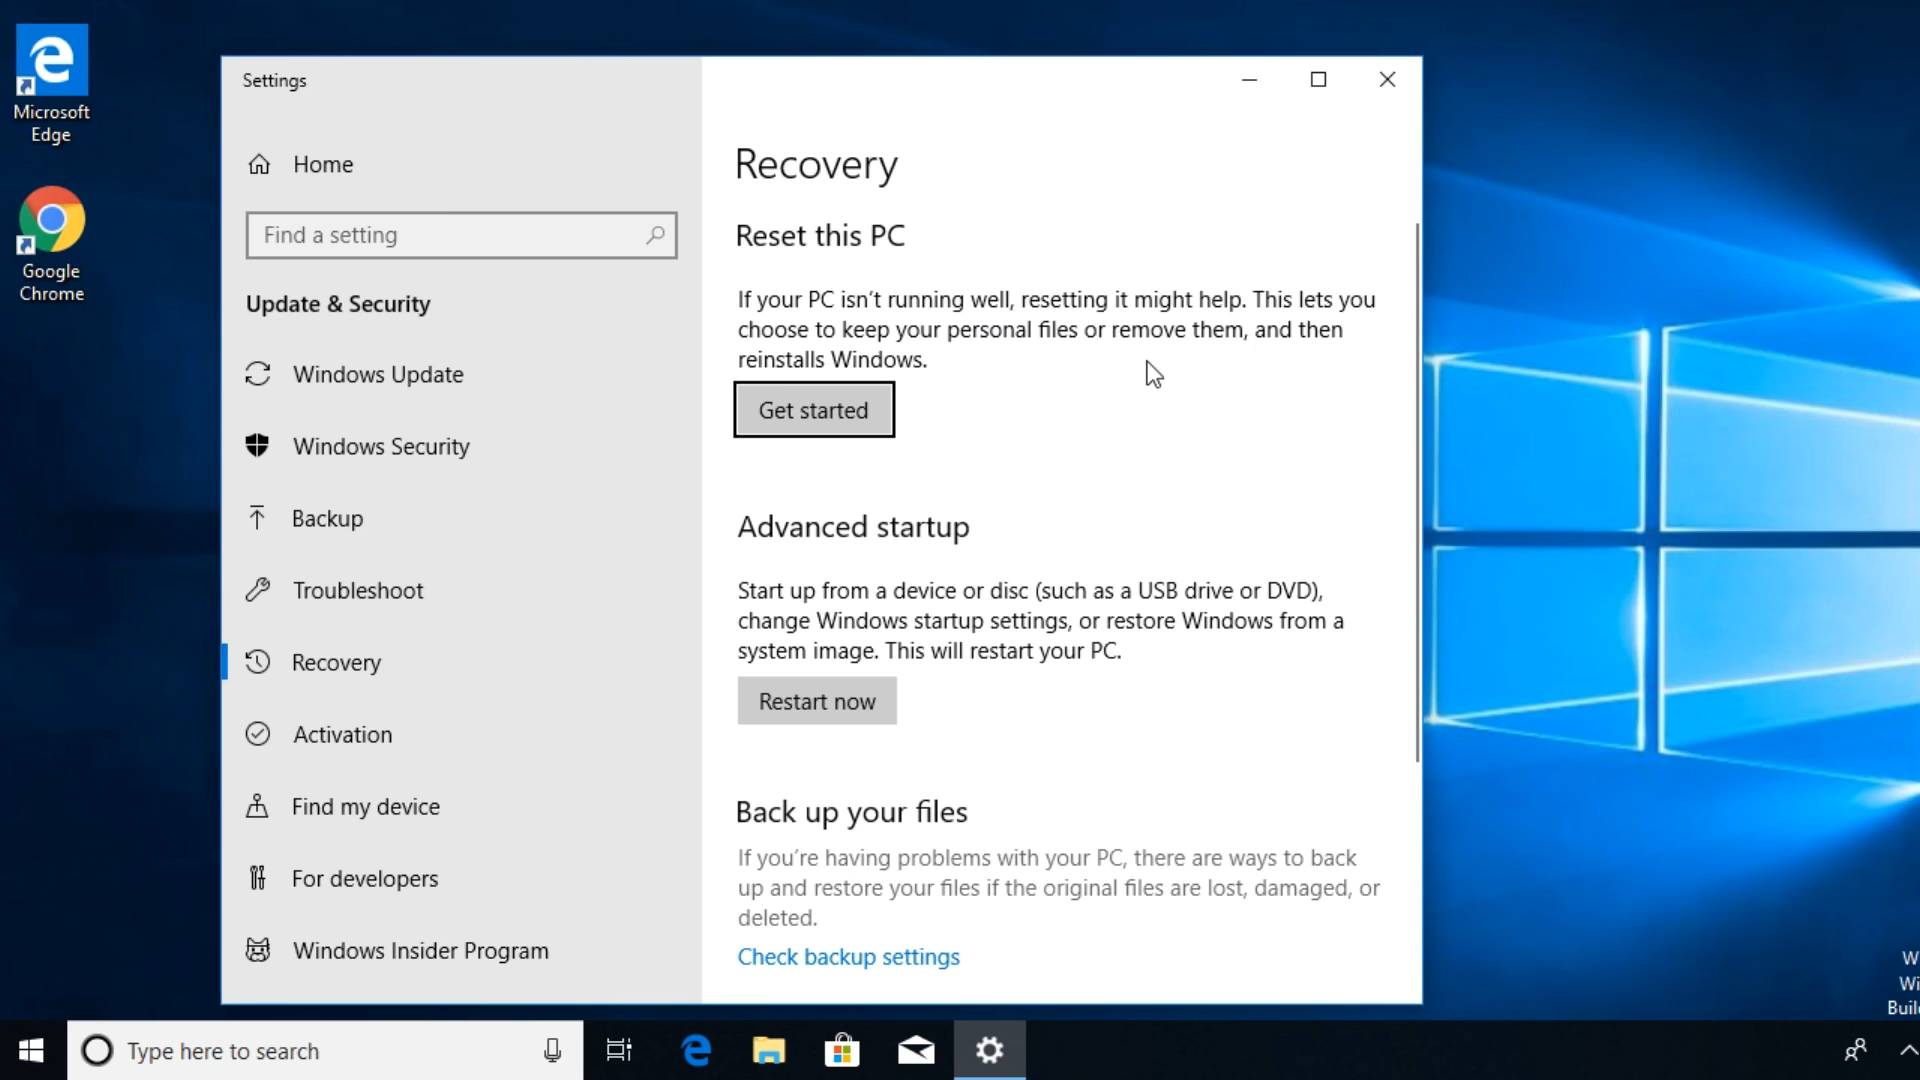 Microsoft
Edge
Google
Chrome
Settings
Home
Find a setting
Update & Security
Windows Update
Windows Security
Backup
Troubleshoot
Recovery
Activation
Find my device
For developers
Windows Insider Program
Recovery
Reset this PC
If your PC isn't running well, resetting it might help. This lets you
choose to keep your personal files or remove them, and then
reinstalls Windows.
Get started
Advanced startup
Start up from a device or disc (such as a USB drive or DVD),
change Windows startup settings, or restore Windows from a
system image. This will restart your PC.
Restart now
Back up your files
If you're having problems with your PC, there are ways to back
up and restore your files if the original files are lost, damaged, or
deleted.
Check backup settings
Type here to search